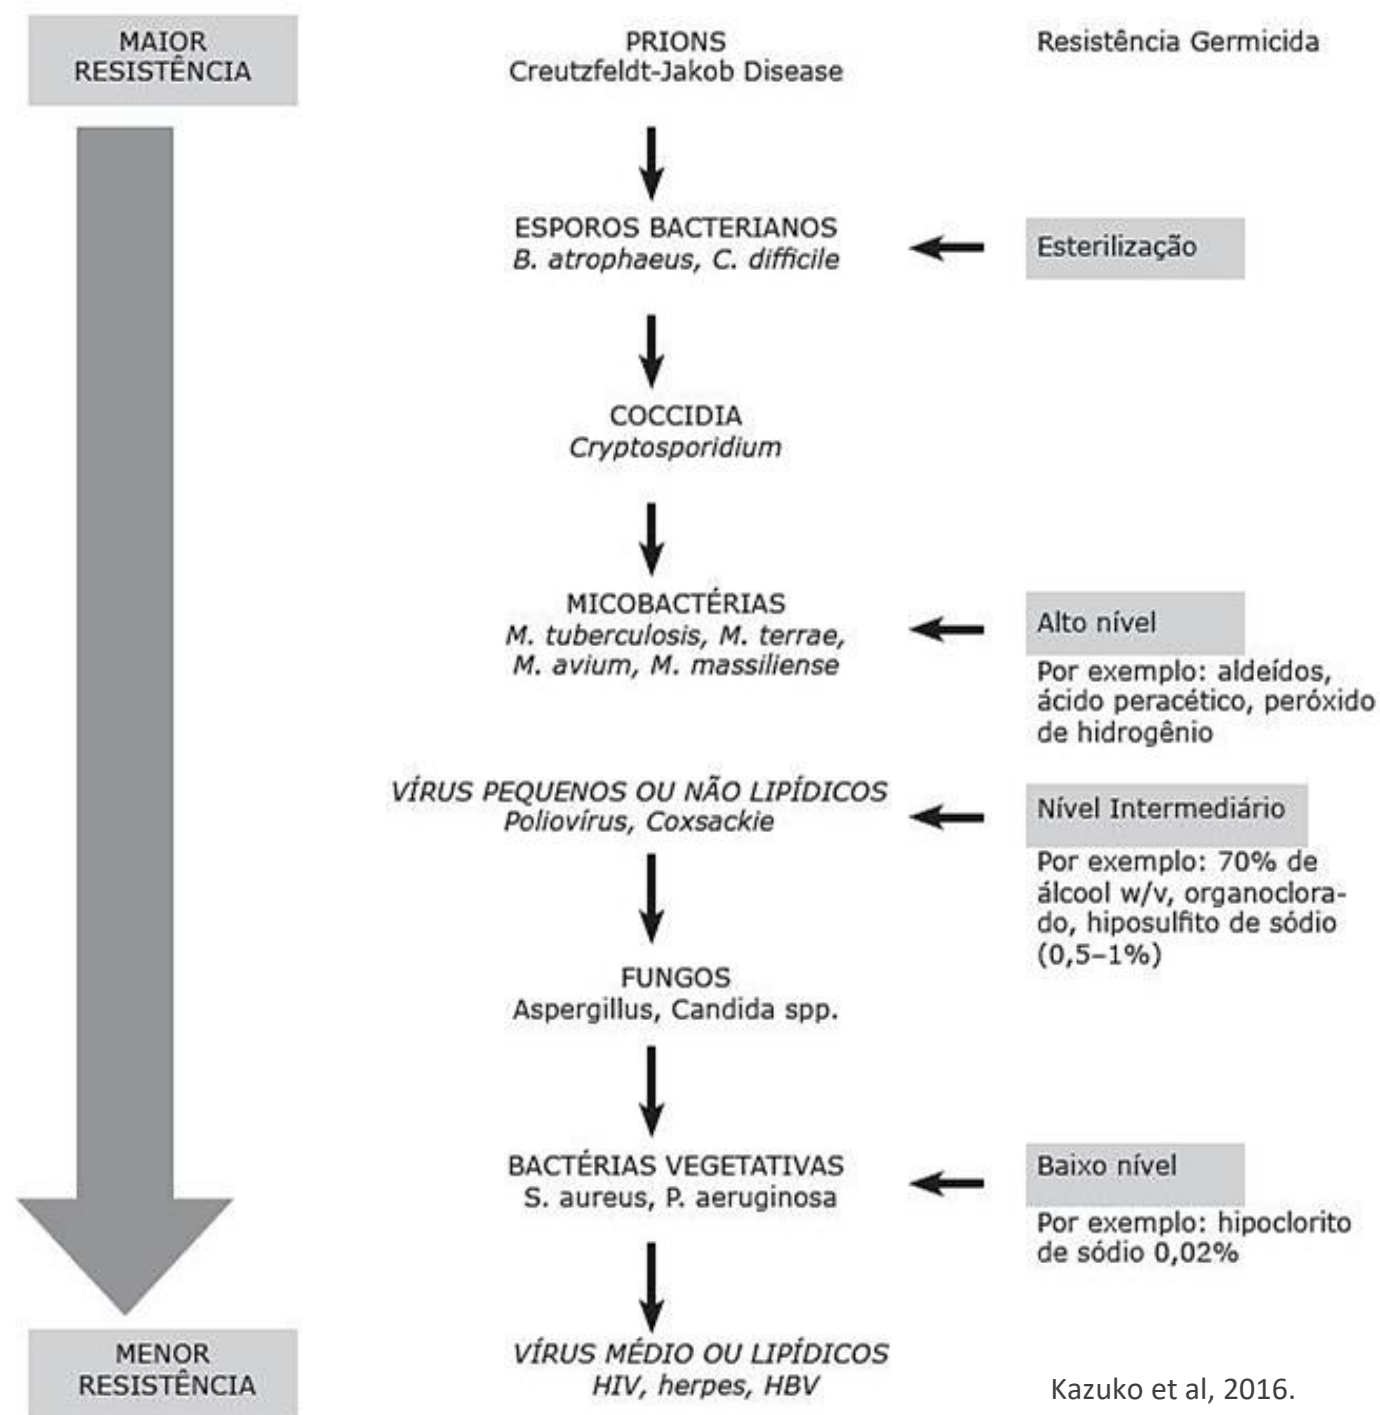 MAIOR
RESISTÊNCIA
PRIONS
Creutzfeldt-Jakob Disease
Resistência Germicida
ESPOROS BACTERIANOS
B. atrophaeus, C. difficile
Esterilização
COCCIDIA
Cryptosporidium
MICOBACTÉRIAS
M. tuberculosis, M. terrae,
M. avium, M. massiliense
Alto nível
Por exemplo: aldeídos,
ácido peracético, peróxido
de hidrogênio
VÍRUS PEQUENOS OU NÃO LIPÍDICOS
Poliovírus, Coxsackie
Nível Intermediário
Por exemplo: 70% de
álcool w/v, organoclora-
do, hiposulfito de sódio
(0,5–1%)
FUNGOS
Aspergillus, Candida spp.
BACTÉRIAS VEGETATIVAS
S. aureus, P. aeruginosa
Baixo nível
Por exemplo: hipoclorito
de sódio 0,02%
MENOR
RESISTÊNCIA
VÍRUS MÉDIO OU LIPÍDICOS
HIV, herpes, HBV
Kazuko et al, 2016.